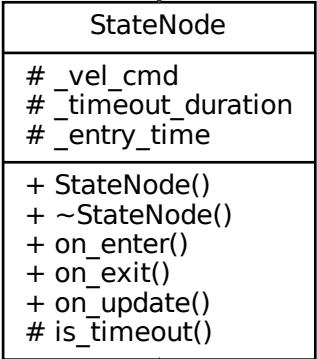 StateNode
# _vel_cmd
# _timeout_duration
# _entry_time
+ StateNode()
+ ~StateNode()
+ on_enter()
+ on_exit()
+ on_update()
# is_timeout()